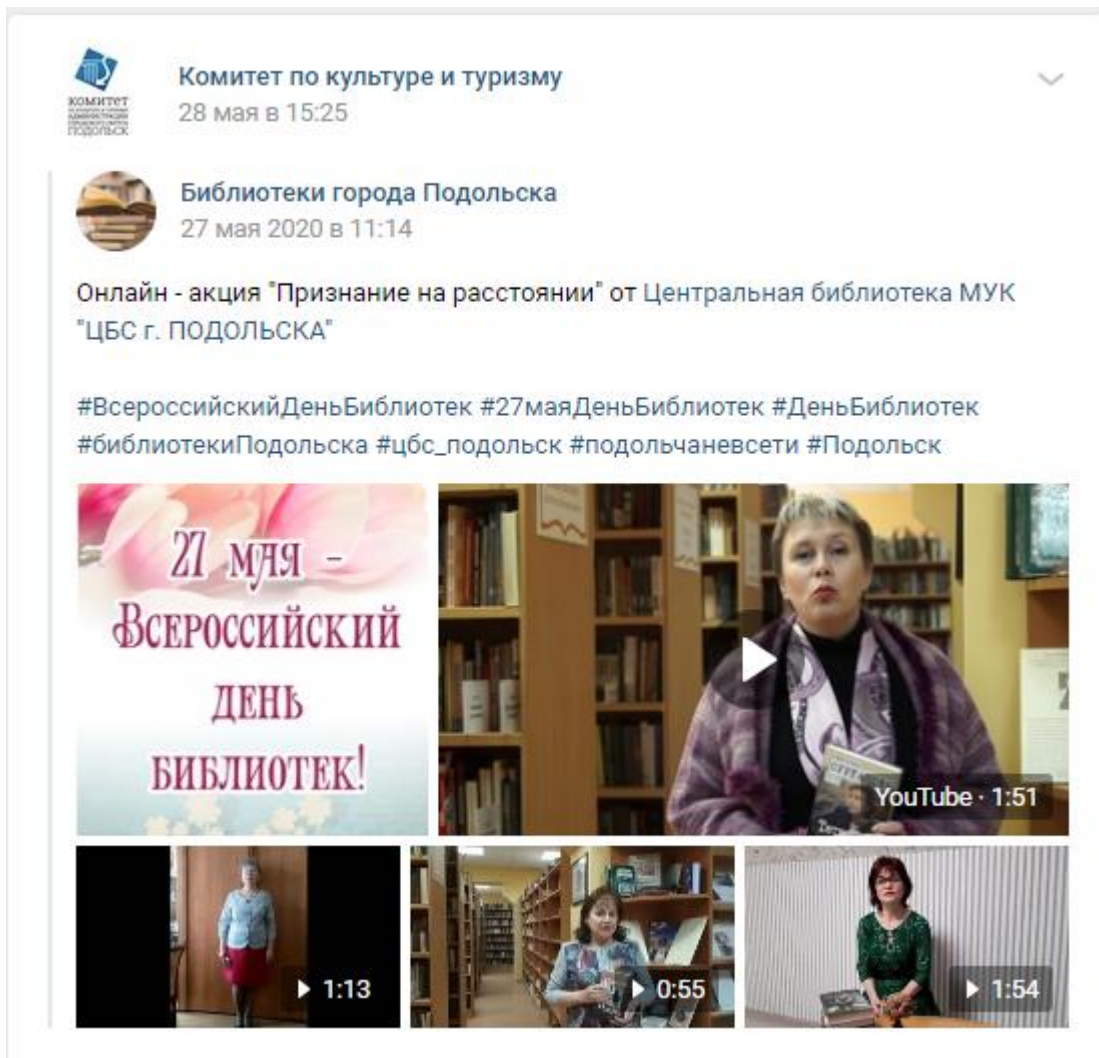 Комитет по культуре и туризму
28 мая в 15:25
КОМИТЕТ
ПОДОЛЬСК
Библиотеки города Подольска
27 мая 2020 в 11:14
Онлайн - акция "Признание на расстоянии" от Центральная библиотека МУК
"ЦБС г. ПОДОЛЬСКА"
#ВсероссийскийДеньБиблиотек #27маяДеньБиблиотек #ДеньБиблиотек
#библиотекиПодольска #цбс_подольск #подольчаневсети #Подольск
27 мая -
Всероссийский
день
библиотек!
YouTube · 1:51
1:13
0:55
1:54